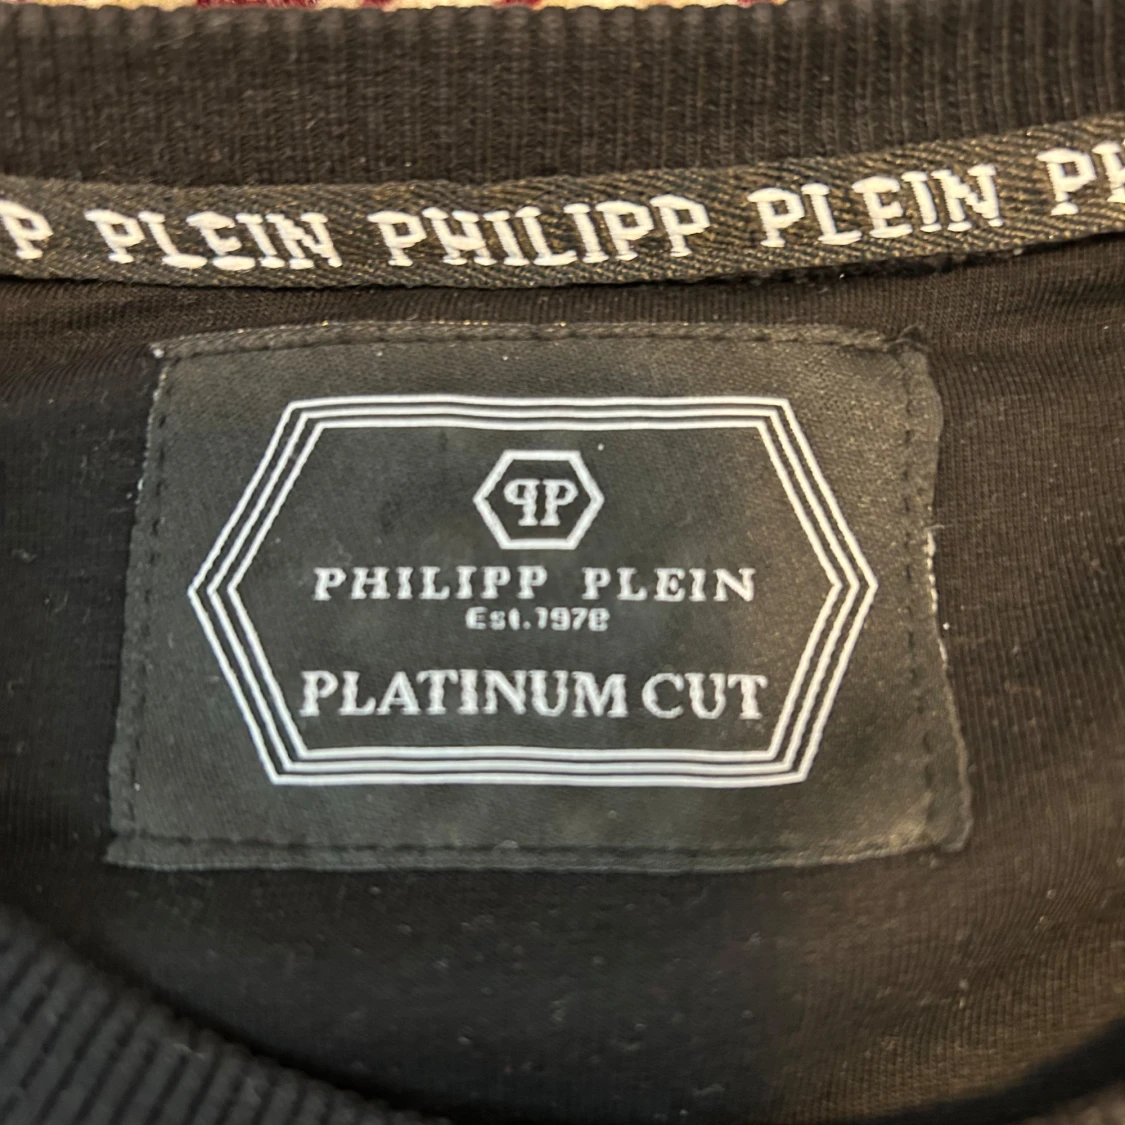 P PLEIN PHILIPP PLEIN PH
PP
PHILIPP PLEIN
Est.1978
PLATINUM CUT